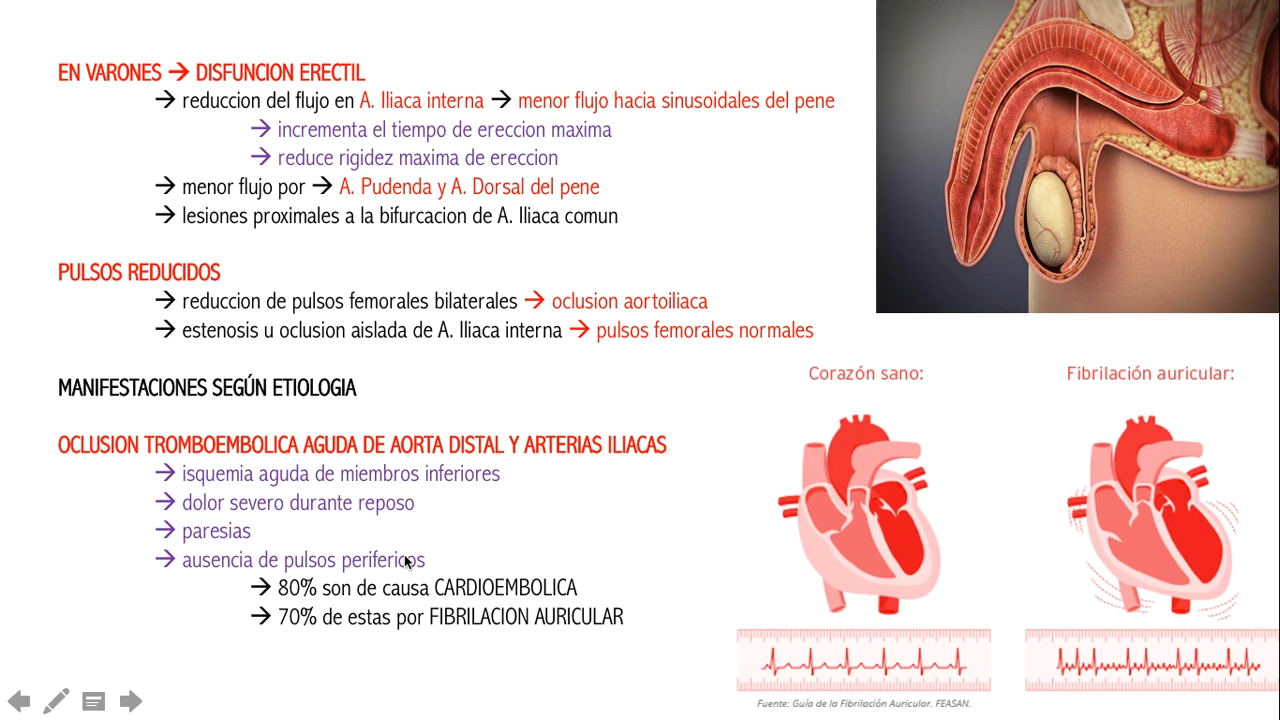 EN VARONES → DISFUNCION ERECTIL
→ reduccion del flujo en A. Iliaca interna → menor flujo hacia sinusoidales del pene
→ incrementa el tiempo de ereccion maxima
→ reduce rigidez maxima de ereccion
→ menor flujo por → A. Pudenda y A. Dorsal del pene
→ lesiones proximales a la bifurcacion de A. Iliaca comun
PULSOS REDUCIDOS
→ reduccion de pulsos femorales bilaterales → oclusion aortoiliaca
→ estenosis u oclusion aislada de A. Iliaca interna → pulsos femorales normales
MANIFESTACIONES SEGÚN ETIOLOGIA
OCLUSION TROMBOEMBOLICA AGUDA DE AORTA DISTAL Y ARTERIAS ILIACAS
→ isquemia aguda de miembros inferiores
→ dolor severo durante reposo
→ paresias
→ ausencia de pulsos perifericos
→ 80% son de causa CARDIOEMBOLICA
→ 70% de estas por FIBRILACION AURICULAR
Corazón sano:
Fibrilación auricular:
Fuente: Guía de la Fibrilación Auricular. FEASAN.